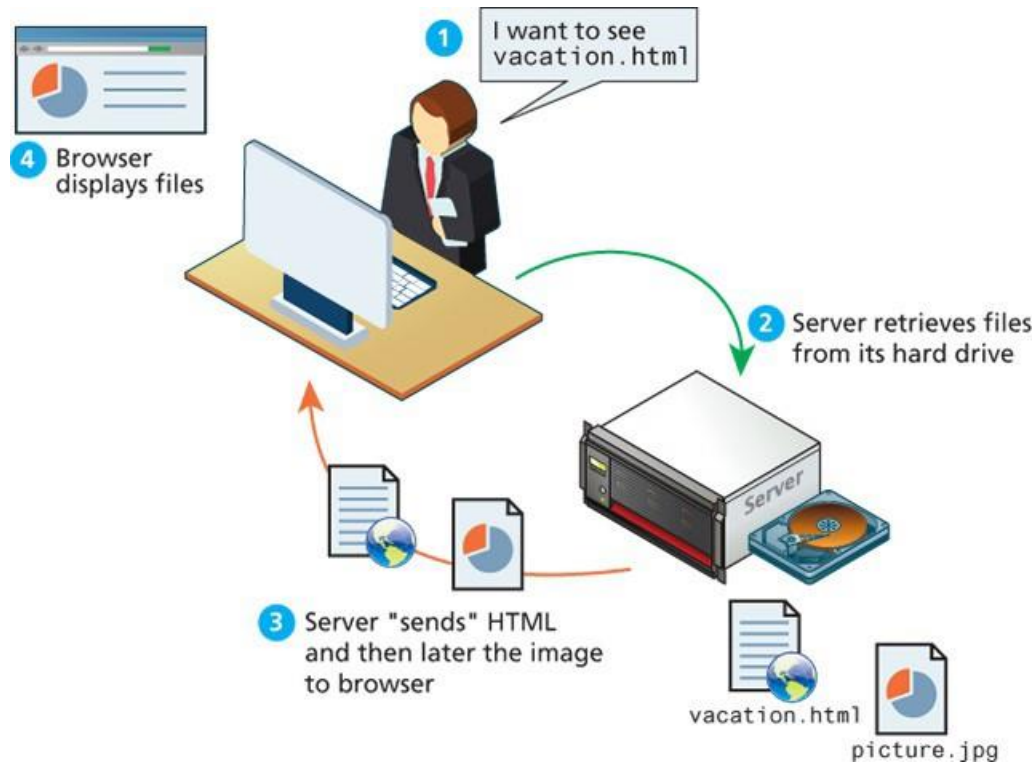 1
I want to see
vacation.html
4
Browser
displays files
2
Server retrieves files
from its hard drive
Server
3
Server "sends" HTML
and then later the image
to browser
vacation.html
picture.jpg